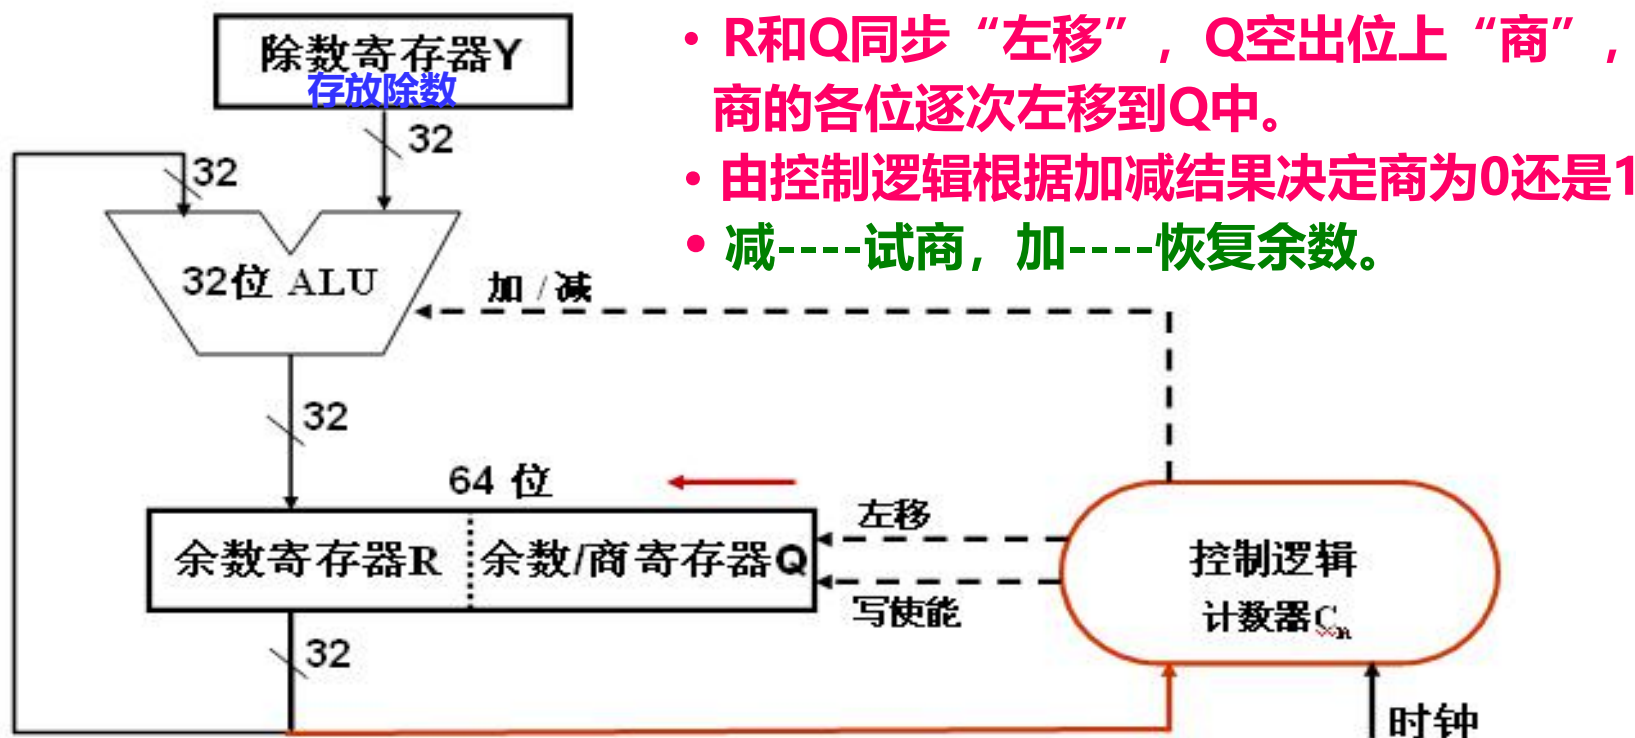 除数寄存器Y
存放除数
• R和Q同步“左移”，Q空出位上“商”，
商的各位逐次左移到Q中。
• 由控制逻辑根据加减结果决定商为0还是1
• 减----试商，加----恢复余数。
32
32
32位 ALU
加 / 减
32
64 位
余数寄存器R
余数/商寄存器Q
左移
写使能
控制逻辑
计数器Cn
32
时钟